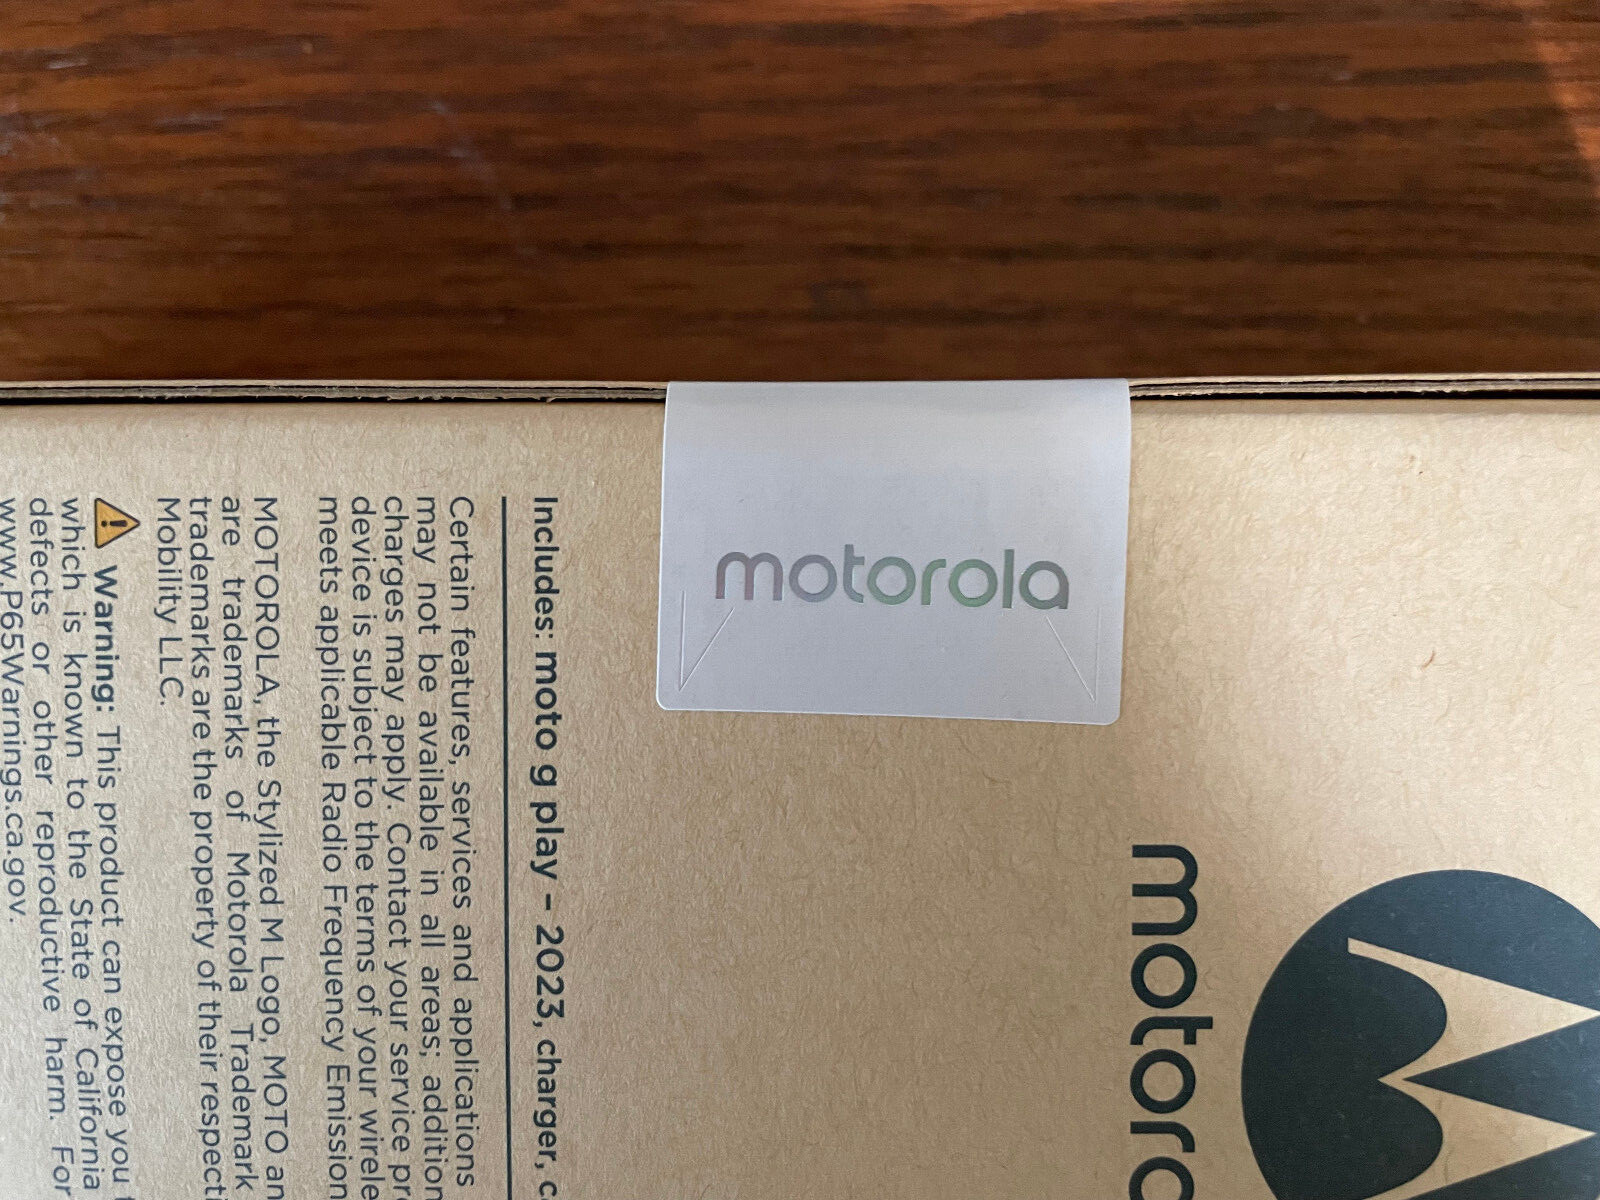 motorola
motoro
Includes: moto g play – 2023, charger,
Certain features, services and applications
may not be available in all areas; addition
charges may apply. Contact your service pr
device is subject to the terms of your wirele
meets applicable Radio Frequency Emission
MOTOROLA, the Stylized M Logo, MOTO an
are trademarks of Motorola Trademark
trademarks are the property of their respecti
Mobility LLC.
Warning: This product can expose you t
which is known to the State of California
defects or other reproductive harm. For
www.P65Warnings.ca.gov.